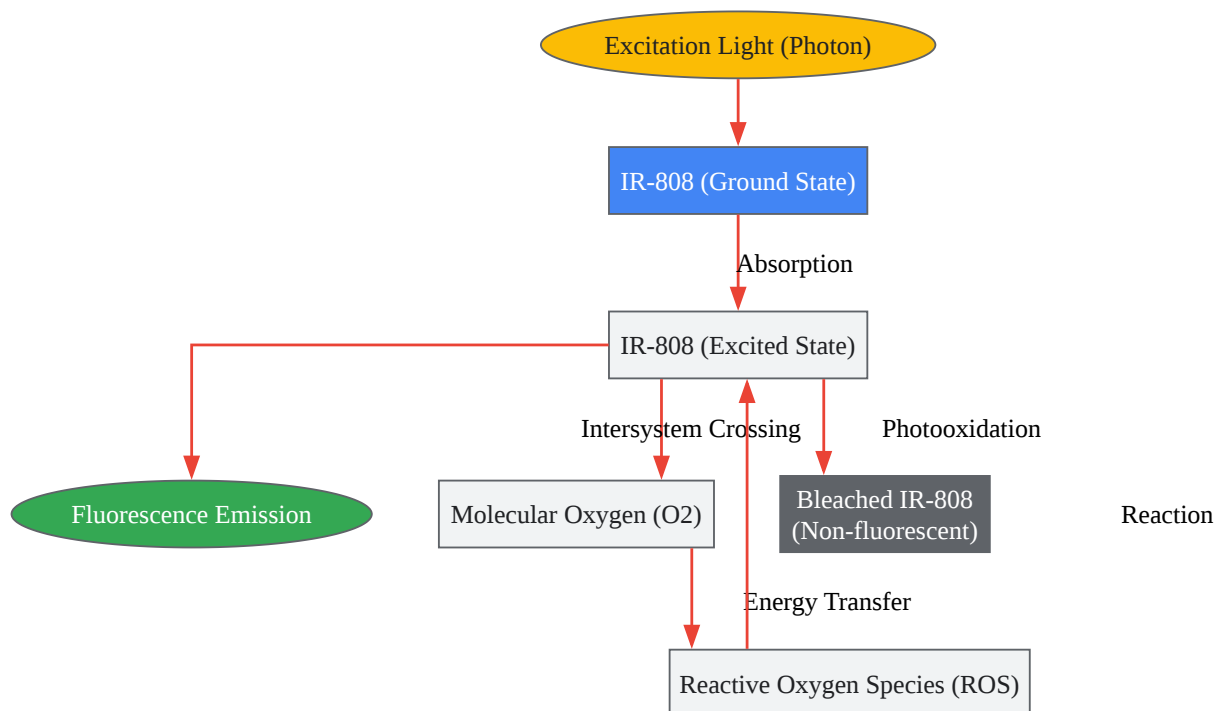 Excitation Light (Photon)
IR-808 (Ground State)
Absorption
IR-808 (Excited State)
Intersystem Crossing
Photooxidation
Fluorescence Emission
Molecular Oxygen (O2)
Bleached IR-808
(Non-fluorescent)
Reaction
Energy Transfer
Reactive Oxygen Species (ROS)